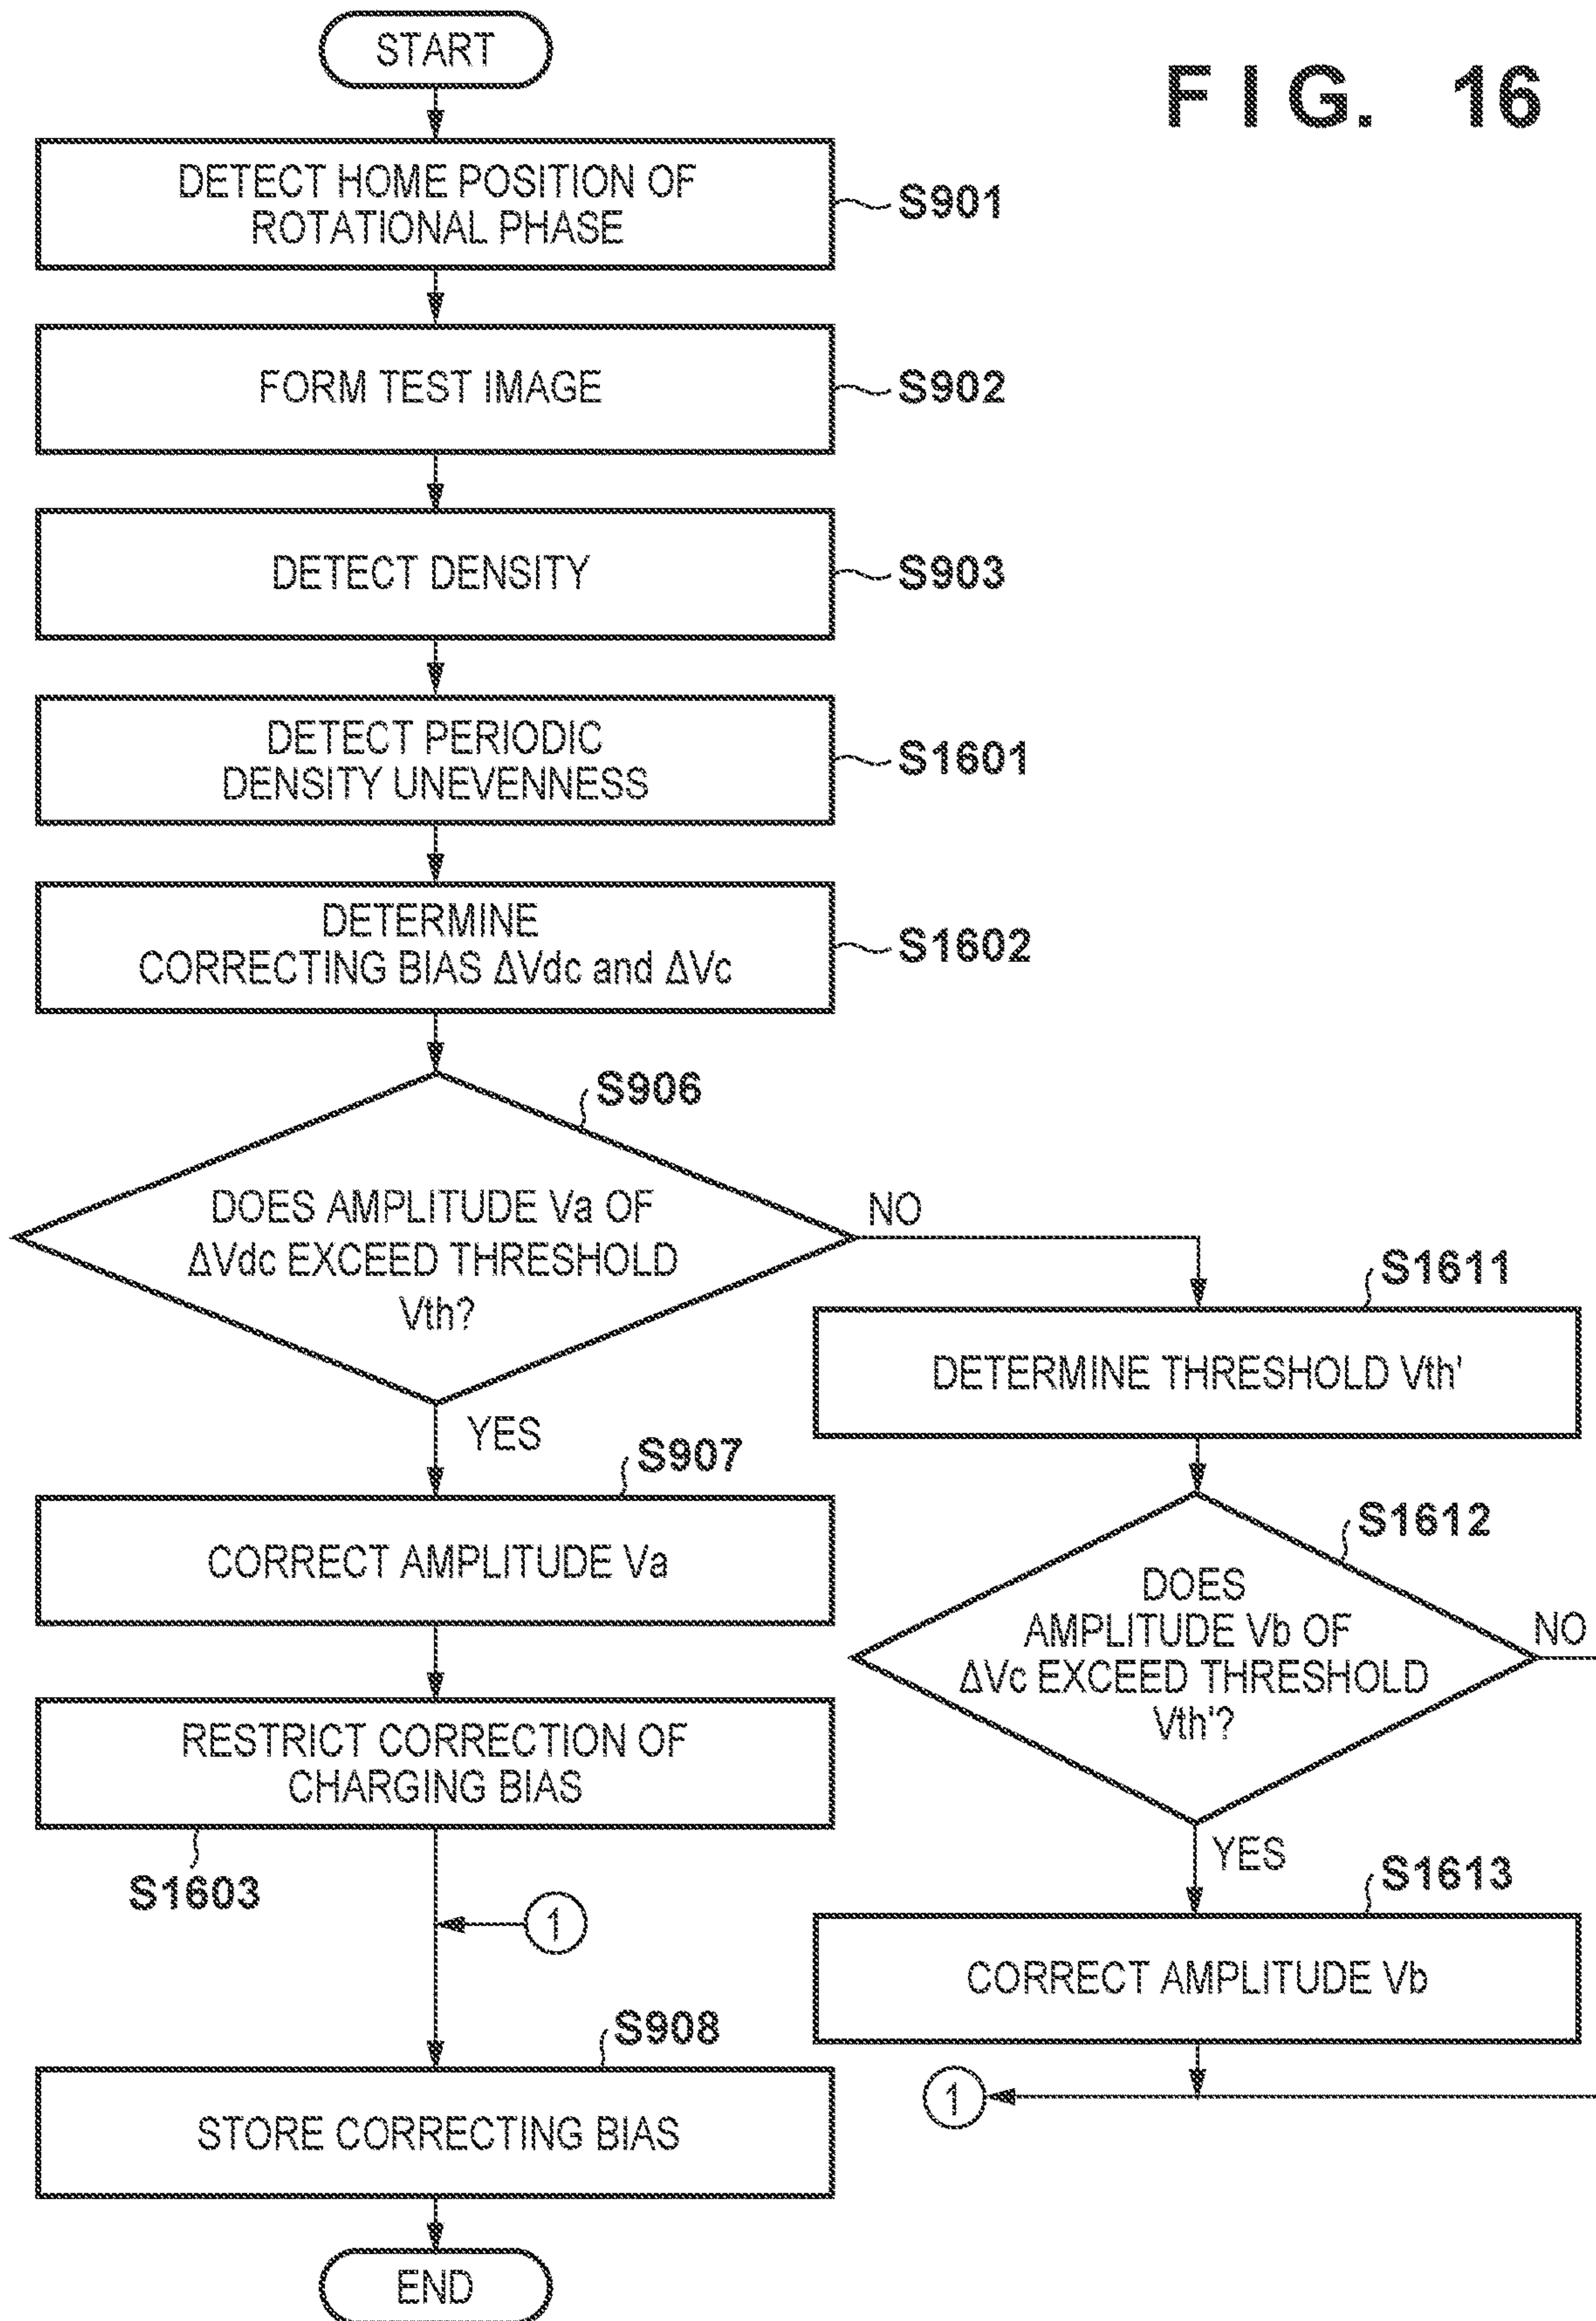 START
F I G. 16
DETECT HOME POSITION OF
ROTATIONAL PHASE
S901
FORM TEST IMAGE
S902
DETECT DENSITY
S903
DETECT PERIODIC
DENSITY UNEVENNESS
S1601
DETERMINE
CORRECTING BIAS ΔVdc and ΔVc
S1602
S906
DOES AMPLITUDE Va OF
ΔVdc EXCEED THRESHOLD
Vth?
NO
YES
S1611
DETERMINE THRESHOLD Vth'
S907
CORRECT AMPLITUDE Va
S1612
DOES
AMPLITUDE Vb OF
ΔVc EXCEED THRESHOLD
Vth'?
NO
YES
RESTRICT CORRECTION OF
CHARGING BIAS
S1603
1
S1613
CORRECT AMPLITUDE Vb
1
S908
STORE CORRECTING BIAS
END